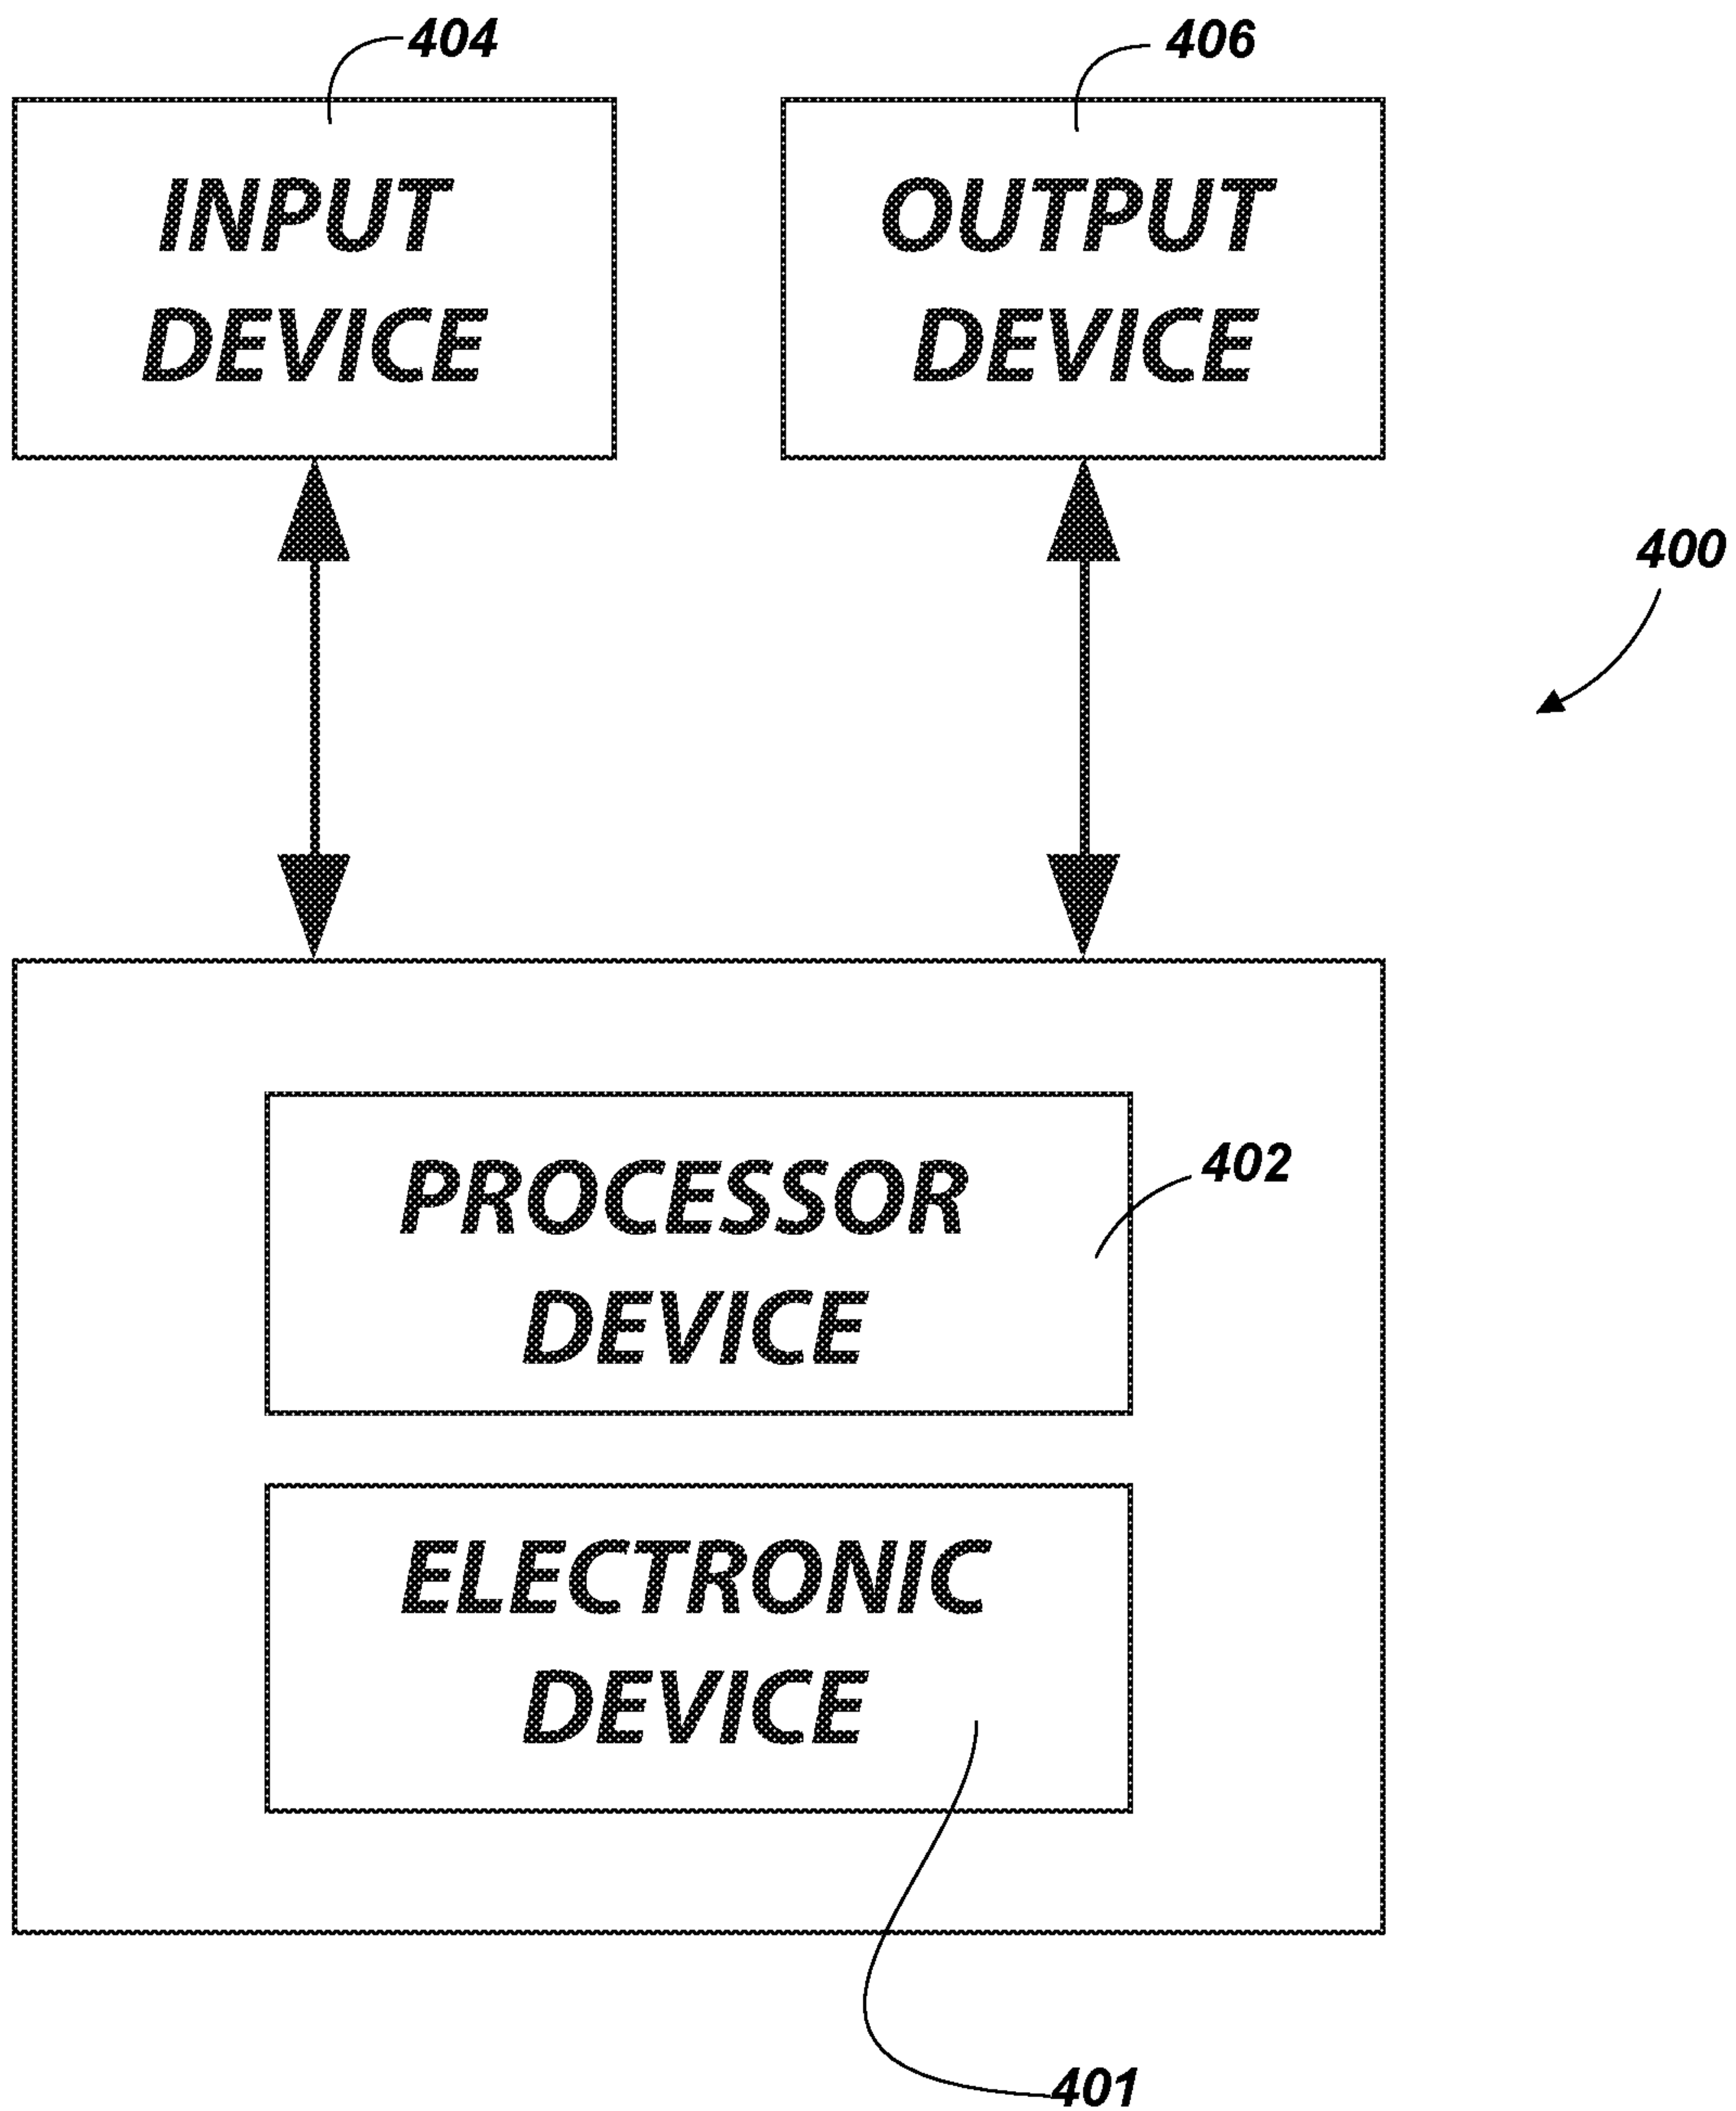 404
406
INPUT
DEVICE
OUTPUT
DEVICE
400
PROCESSOR
DEVICE
402
ELECTRONIC
DEVICE
401